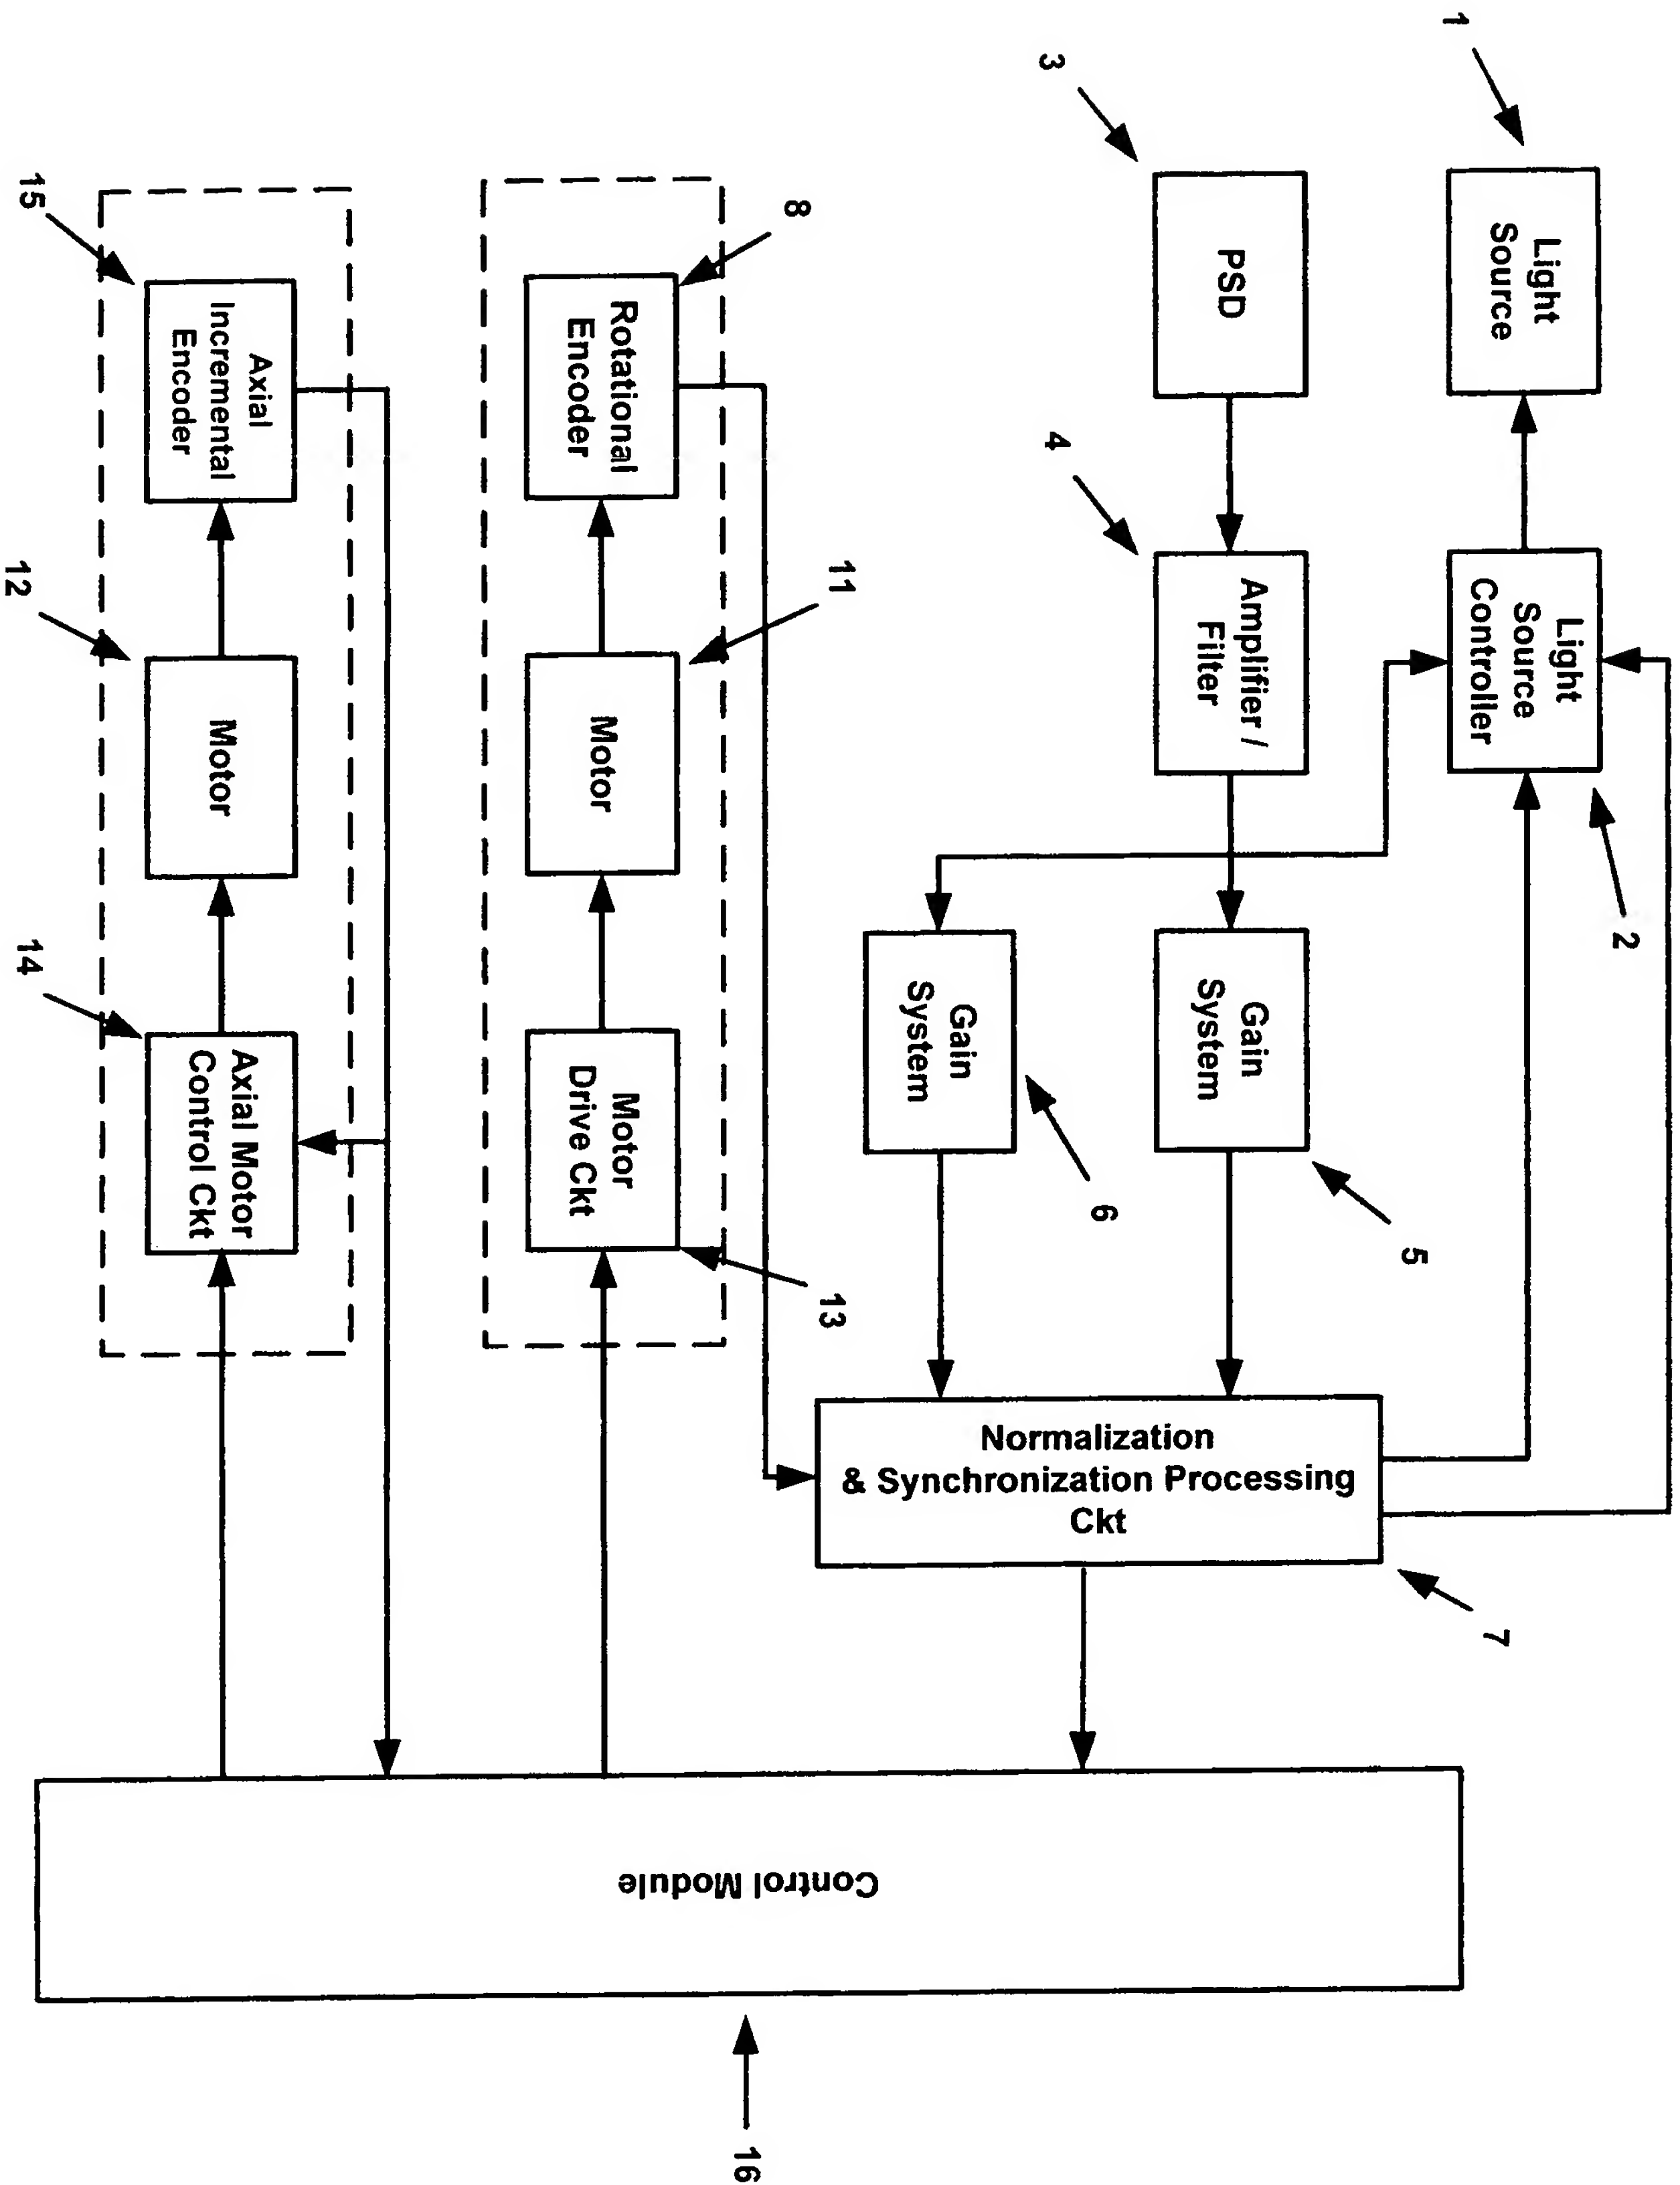 1
Light
Source
Light
Source
Controller
2
3
PSD
4
Amplifier /
Filter
Gain
System
5
Gain
System
6
Normalization
& Synchronization Processing
Ckt
7
8
Rotational
Encoder
11
Motor
Motor
Drive Ckt
13
15
Axial
Incremental
Encoder
12
Motor
14
Axial Motor
Control Ckt
Control Module
16